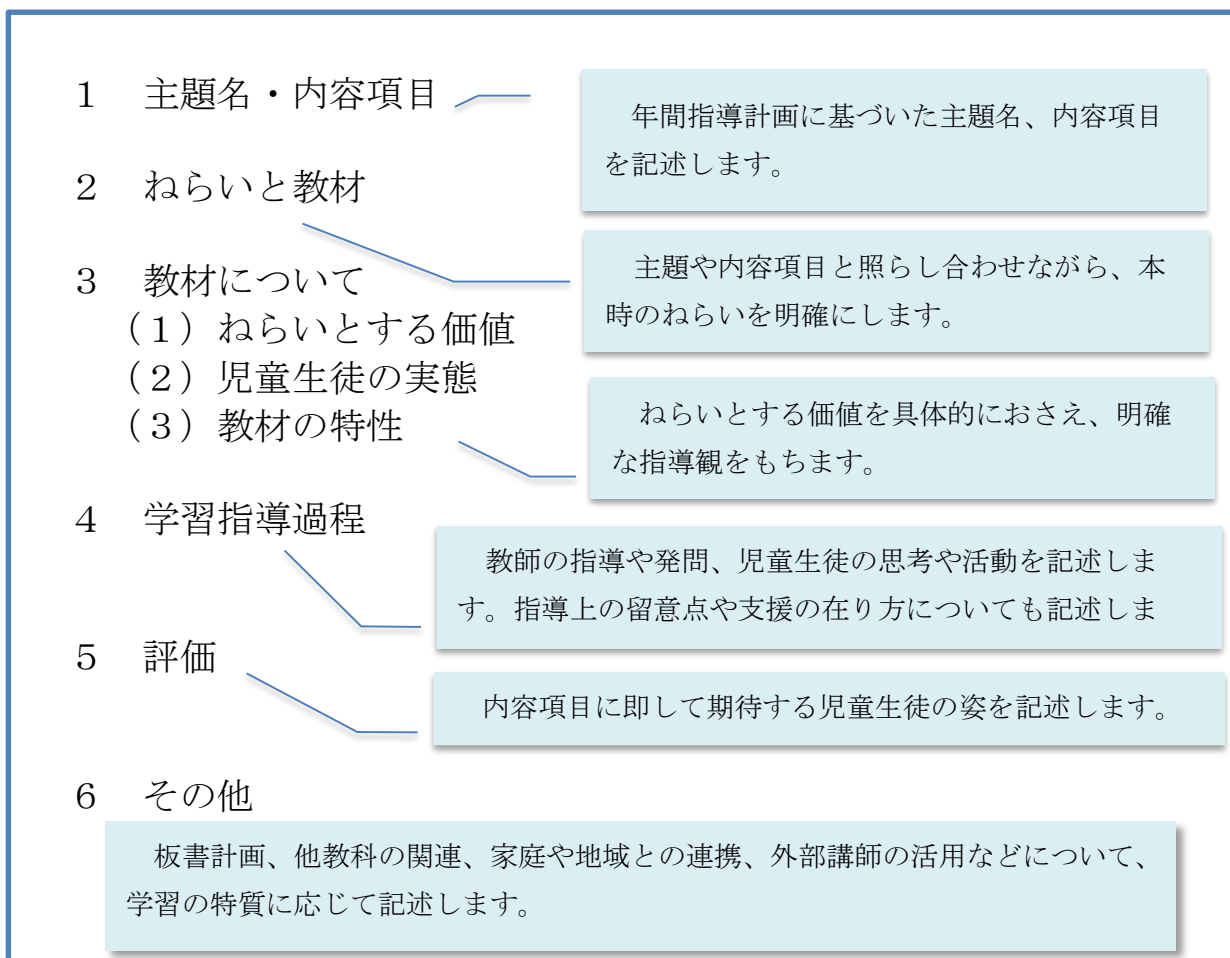 １　主題名・内容項目
年間指導計画に基づいた主題名、内容項目
を記述します。
２　ねらいと教材
主題や内容項目と照らし合わせながら、本
時のねらいを明確にします。
３　教材について
（１）ねらいとする価値
（２）児童生徒の実態
（３）教材の特性
ねらいとする価値を具体的におさえ、明確
な指導観をもちます。
４　学習指導過程
教師の指導や発問、児童生徒の思考や活動を記述しま
す。指導上の留意点や支援の在り方についても記述しま
５　評価
内容項目に即して期待する児童生徒の姿を記述します。
６　その他
板書計画、他教科の関連、家庭や地域との連携、外部講師の活用などについて、
学習の特質に応じて記述します。